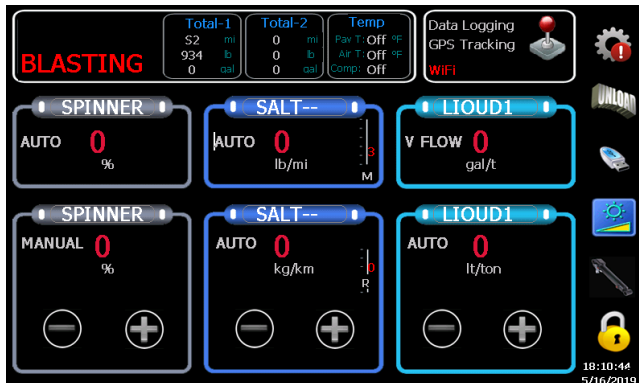 BLASTING
Total-1
S2 mi
934 lb
0 gal
Total-2
0 mi
0 lb
0 gal
Temp
Pav T: Off °F
Air T: Off °F
Comp: Off
Data Logging
GPS Tracking
WiFi
SPINNER
AUTO 0
%
SALT--
AUTO 0
lb/mi
3
M
LIQUD1
V FLOW 0
gal/t
UNLOAD
SPINNER
MANUAL 0
%
SALT--
AUTO 0
kg/km
0
R
LIQUD1
AUTO 0
lt/ton
18:10:44
5/16/2019